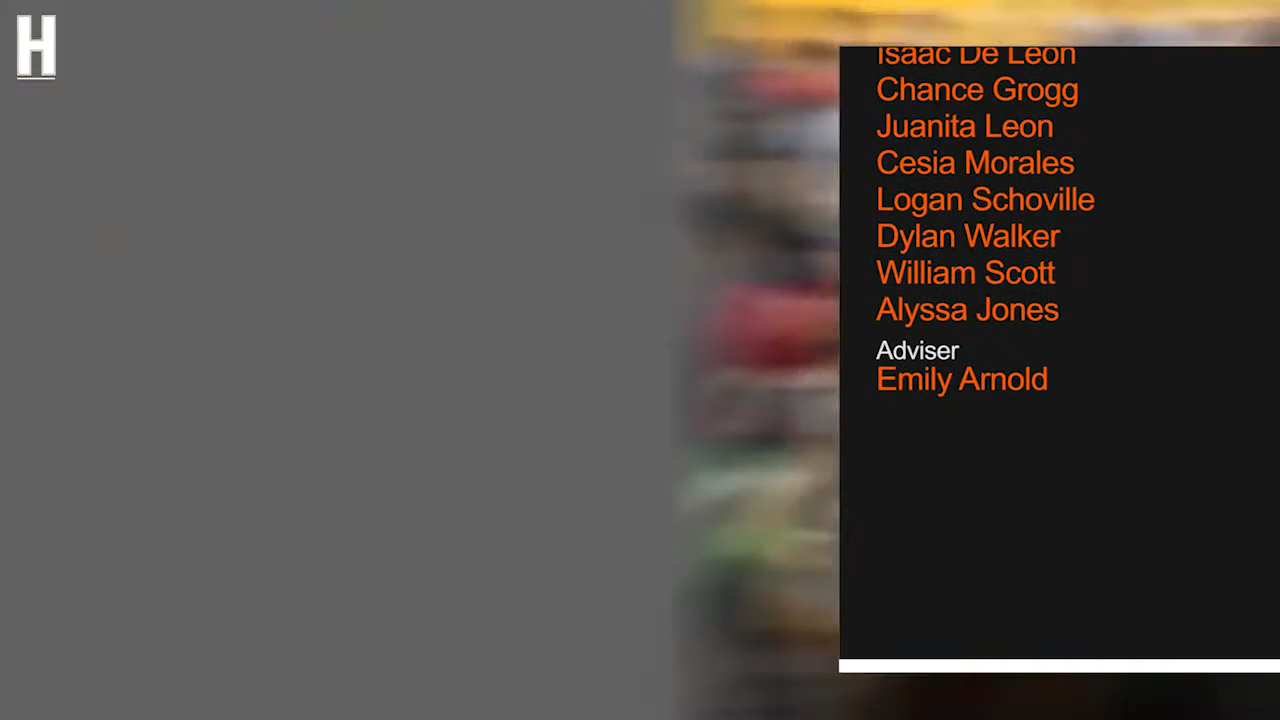 H
Isaac De Leon
Chance Grogg
Juanita Leon
Cesia Morales
Logan Schoville
Dylan Walker
William Scott
Alyssa Jones
Adviser
Emily Arnold